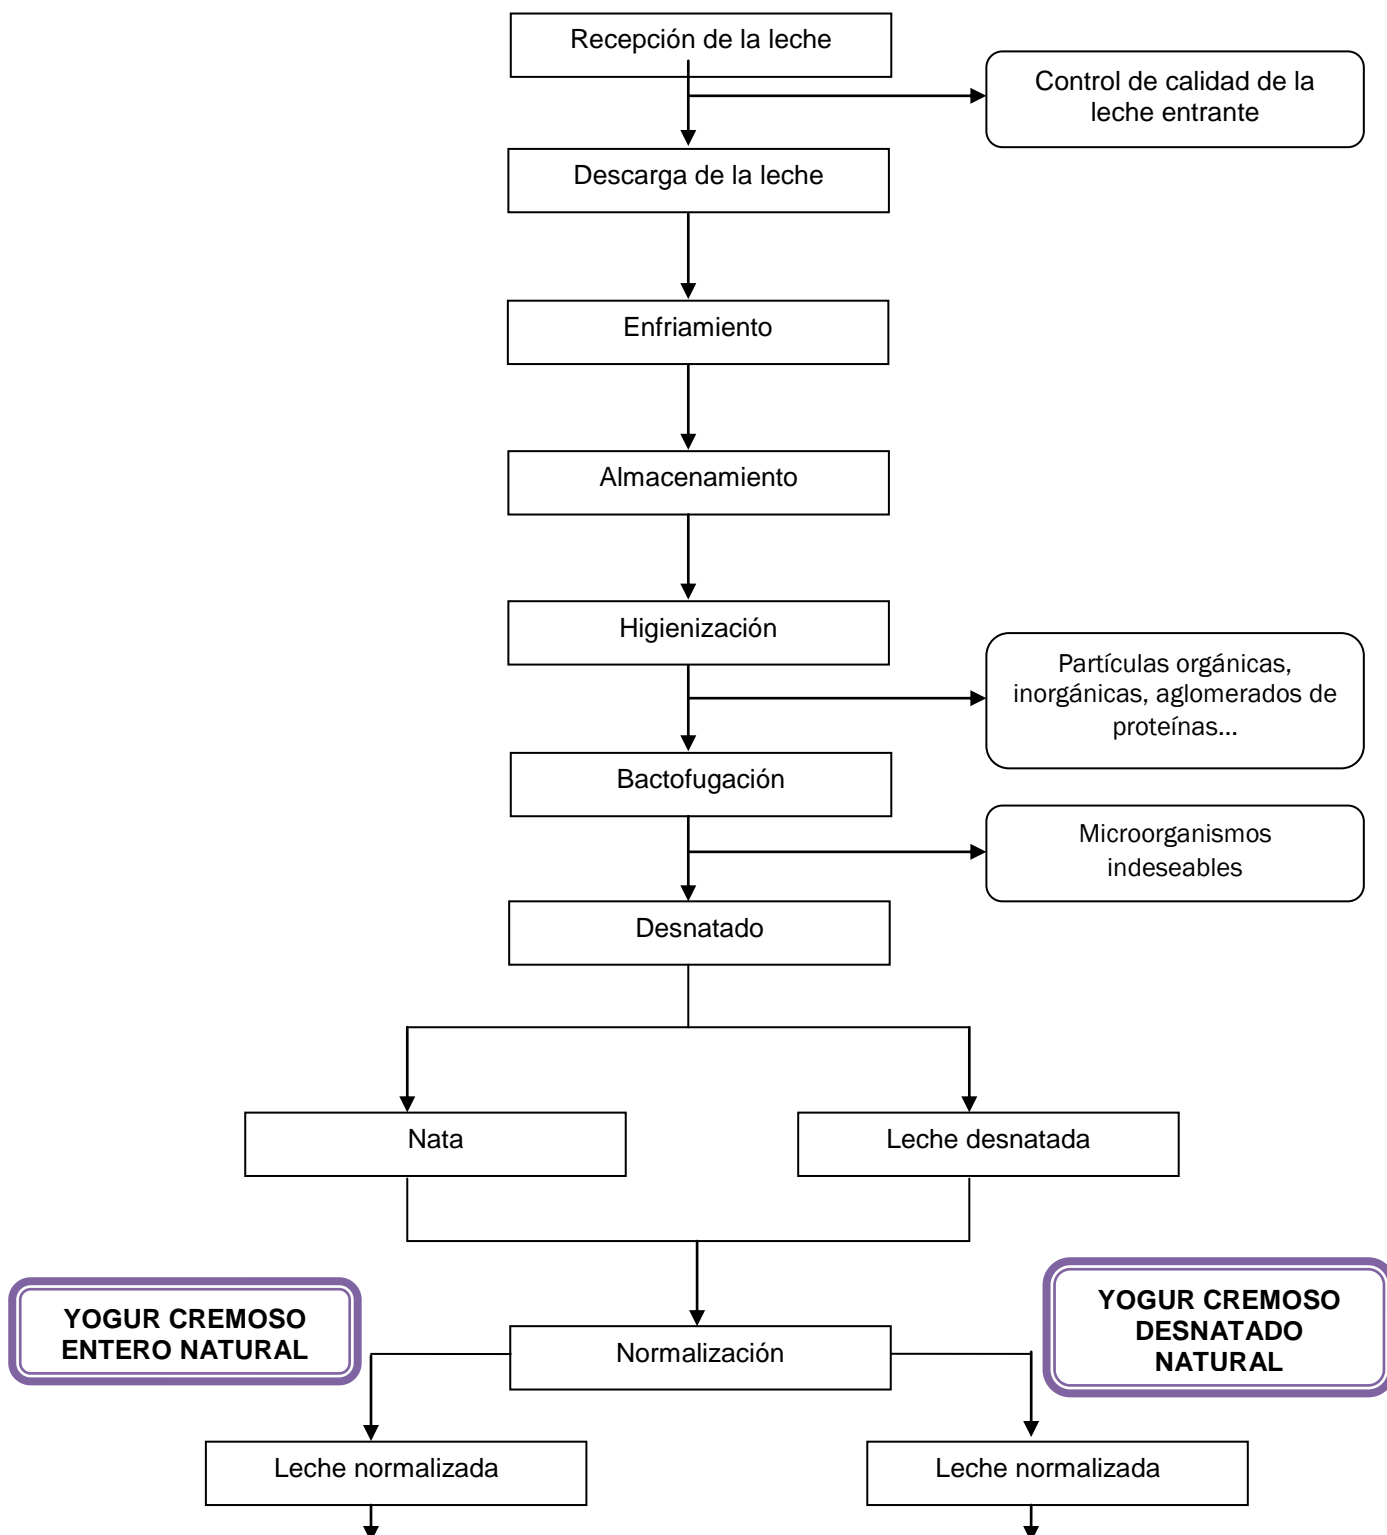 Recepción de la leche
Control de calidad de la
leche entrante
Descarga de la leche
Enfriamiento
Almacenamiento
Higienización
Partículas orgánicas,
inorgánicas, aglomerados de
proteínas...
Bactofugación
Microorganismos
indeseables
Desnatado
Nata
Leche desnatada
YOGUR CREMOSO
ENTERO NATURAL
YOGUR CREMOSO
DESNATADO
NATURAL
Normalización
Leche normalizada
Leche normalizada